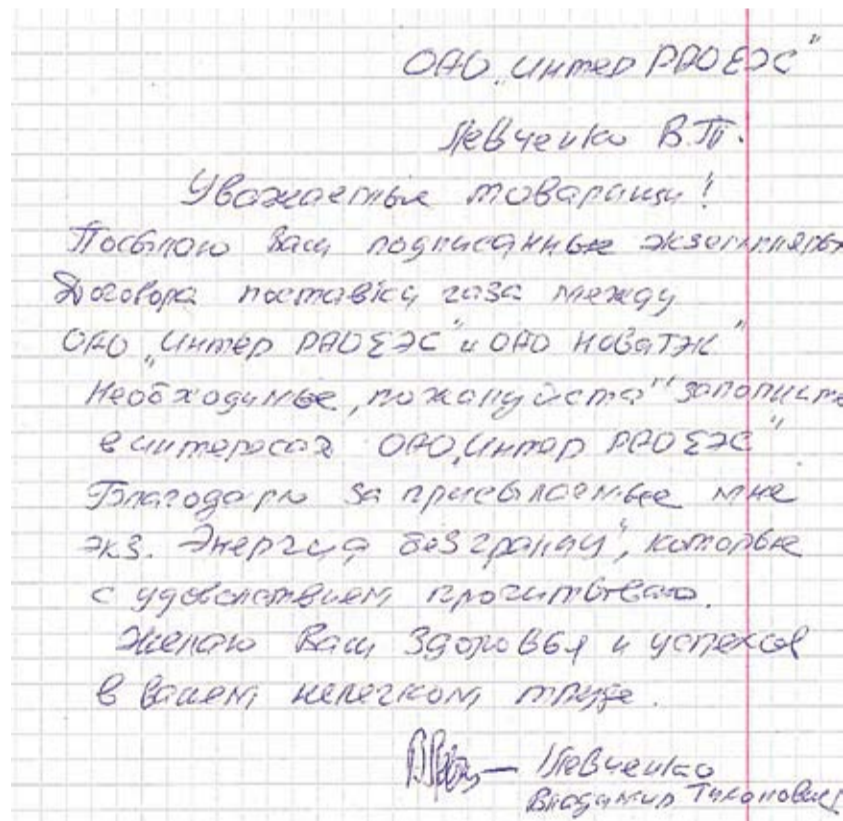 ОАО „Интер РАО ЕЭС"
Левченко В.Т.
Уважаемые товарищи!
Посылаю Вам подписанные экземпляры
Договора поставки газа между
ОАО „Интер РАО ЕЭС" и ОАО НоваТЭК"
Необходимые, пожалуйста" заполните
в интересах ОАО „Интер РАО ЕЭС"
Благодарю за присылаемые мне
экз. Энергия без границ", которые
с удовольствием прочитываю.
Желаю Вам здоровья и успехов
в вашем нелегком труде.
Левченко
Владимир Тихонович